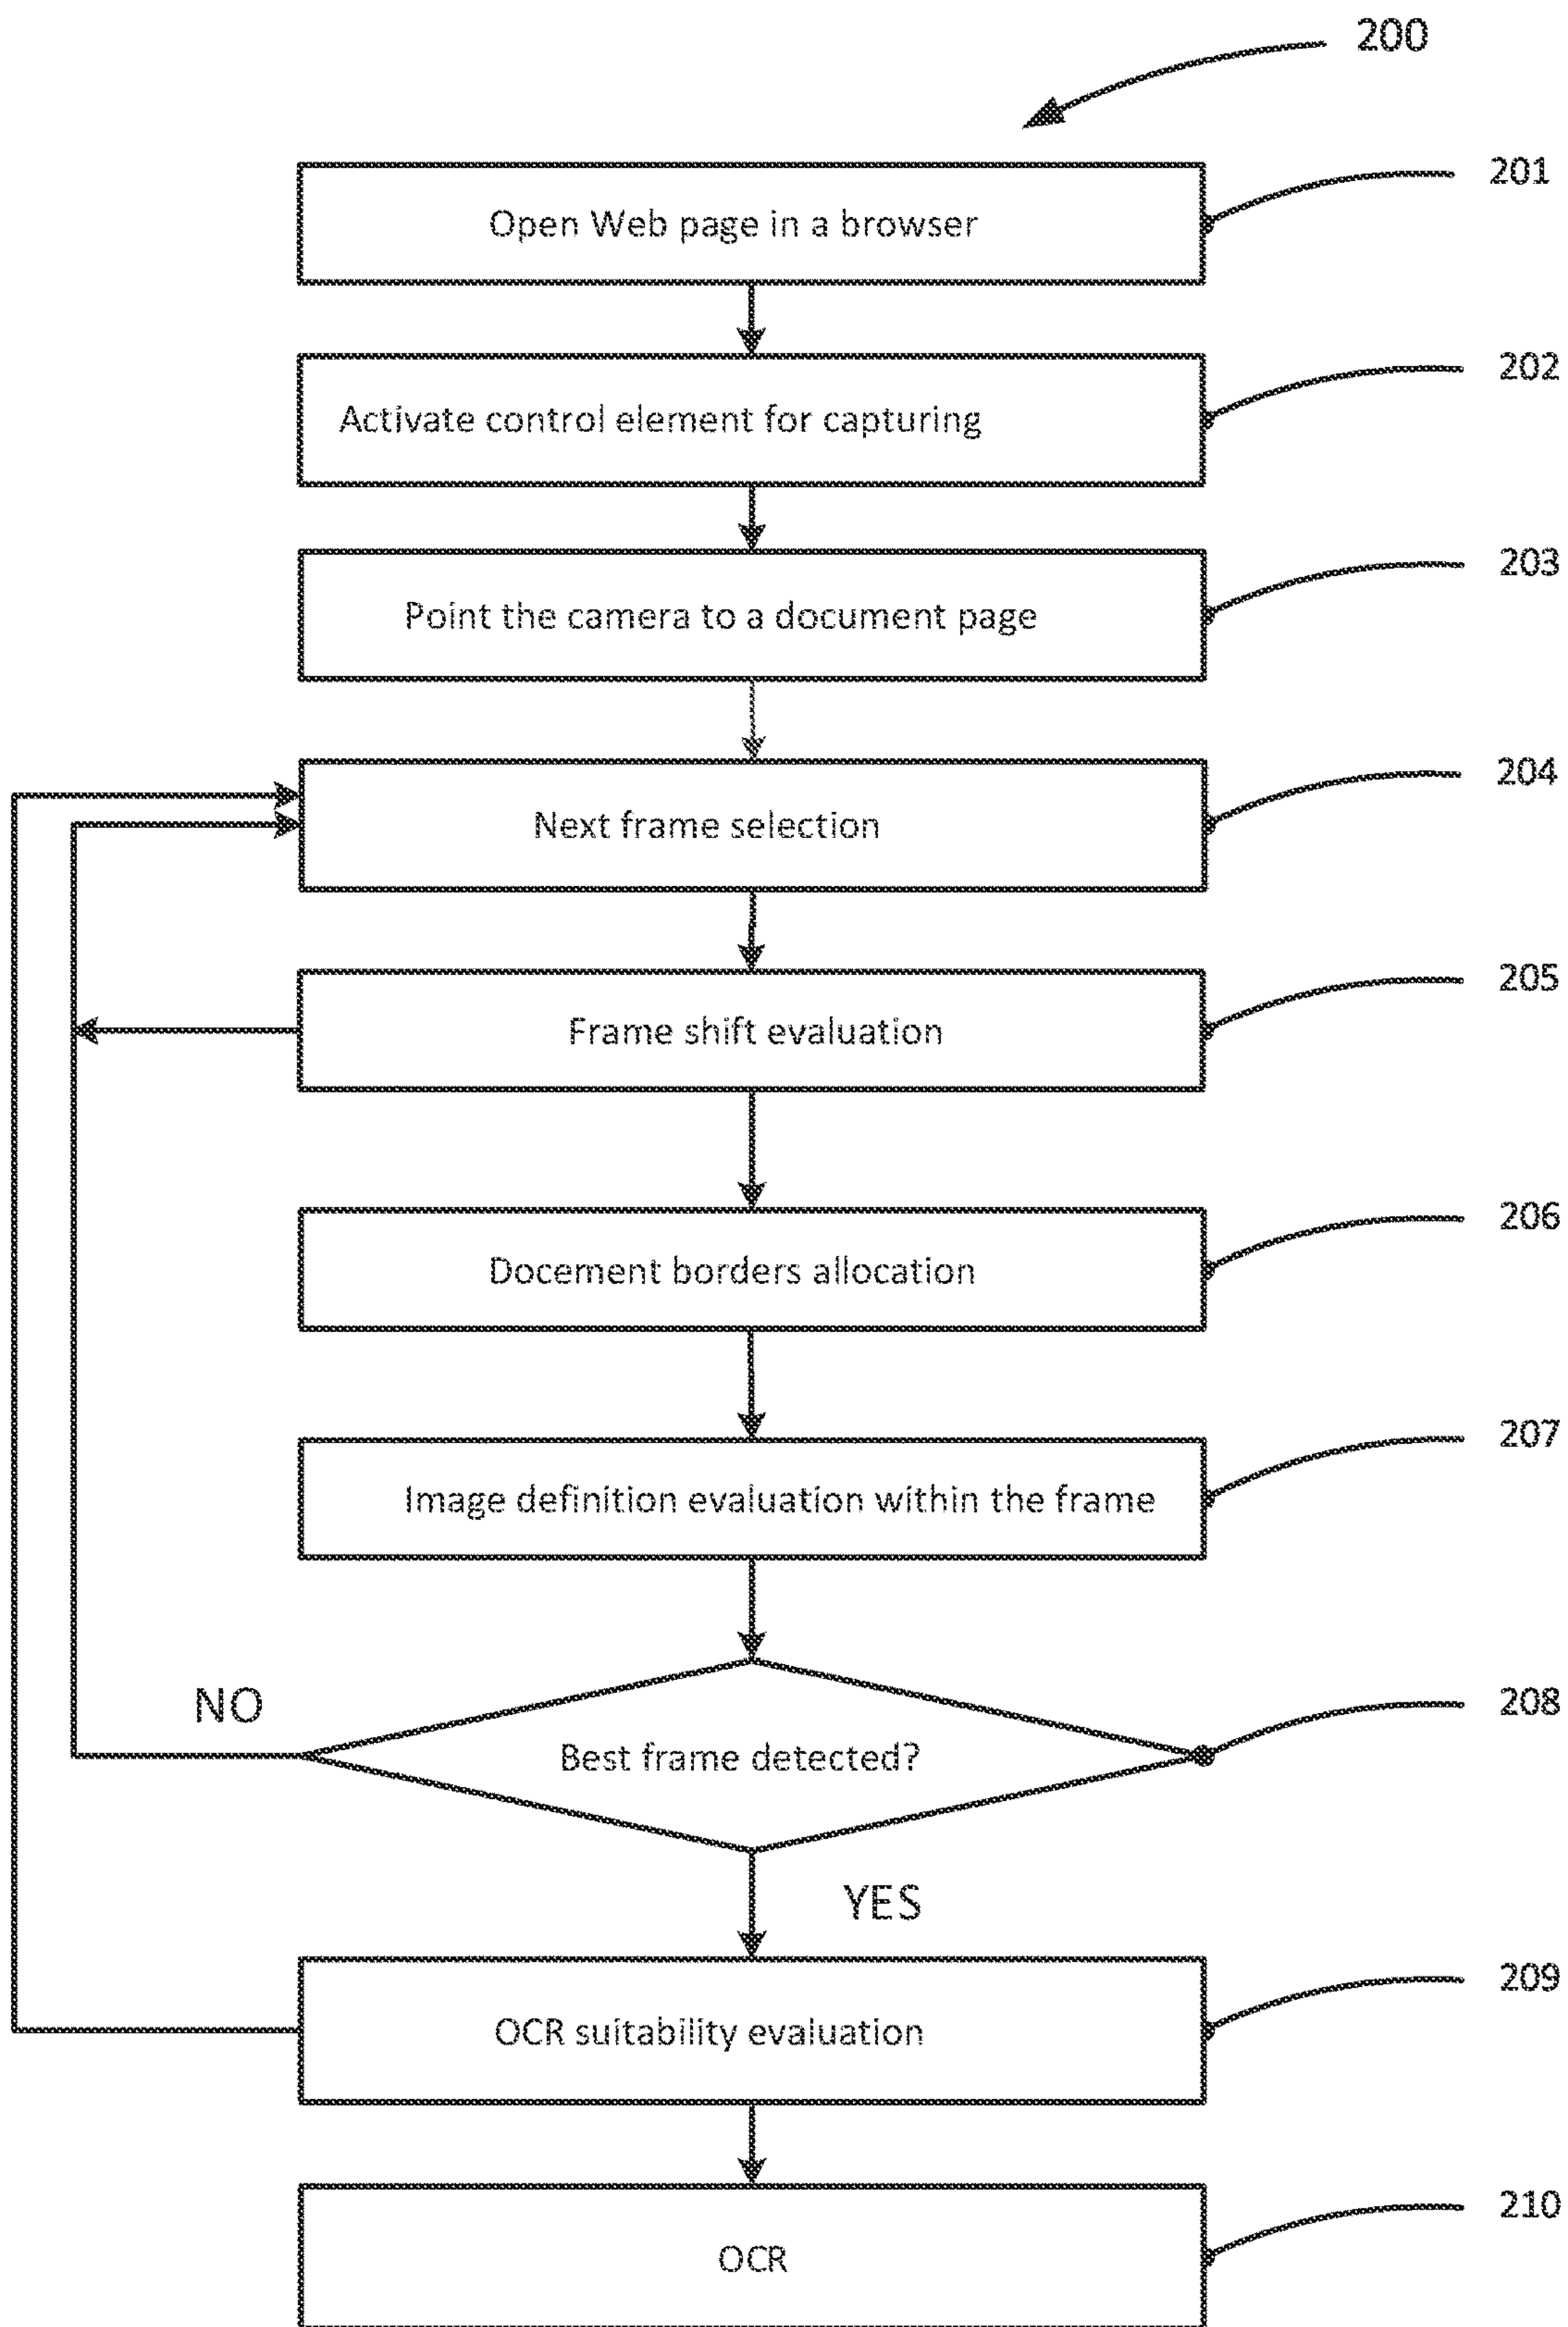 200
201
Open Web page in a browser
202
Activate control element for capturing
203
Point the camera to a document page
204
Next frame selection
205
Frame shift evaluation
206
Docement borders allocation
207
Image definition evaluation within the frame
NO
208
Best frame detected?
YES
209
OCR suitability evaluation
210
OCR